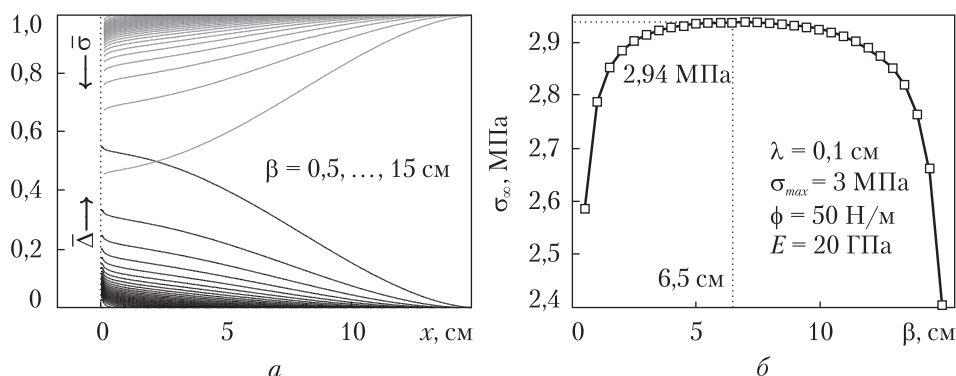 1,0
0,8
0,6
0,4
0,2
0
σ̄
Δ̄
β = 0,5, ..., 15 см
0
5
10
x, см
а
σ∞, МПа
2,9
2,8
2,7
2,6
2,5
2,4
2,94 МПа
λ = 0,1 см
σmax = 3 МПа
ϕ = 50 Н/м
E = 20 ГПа
6,5 см
0
5
10
β, см
б